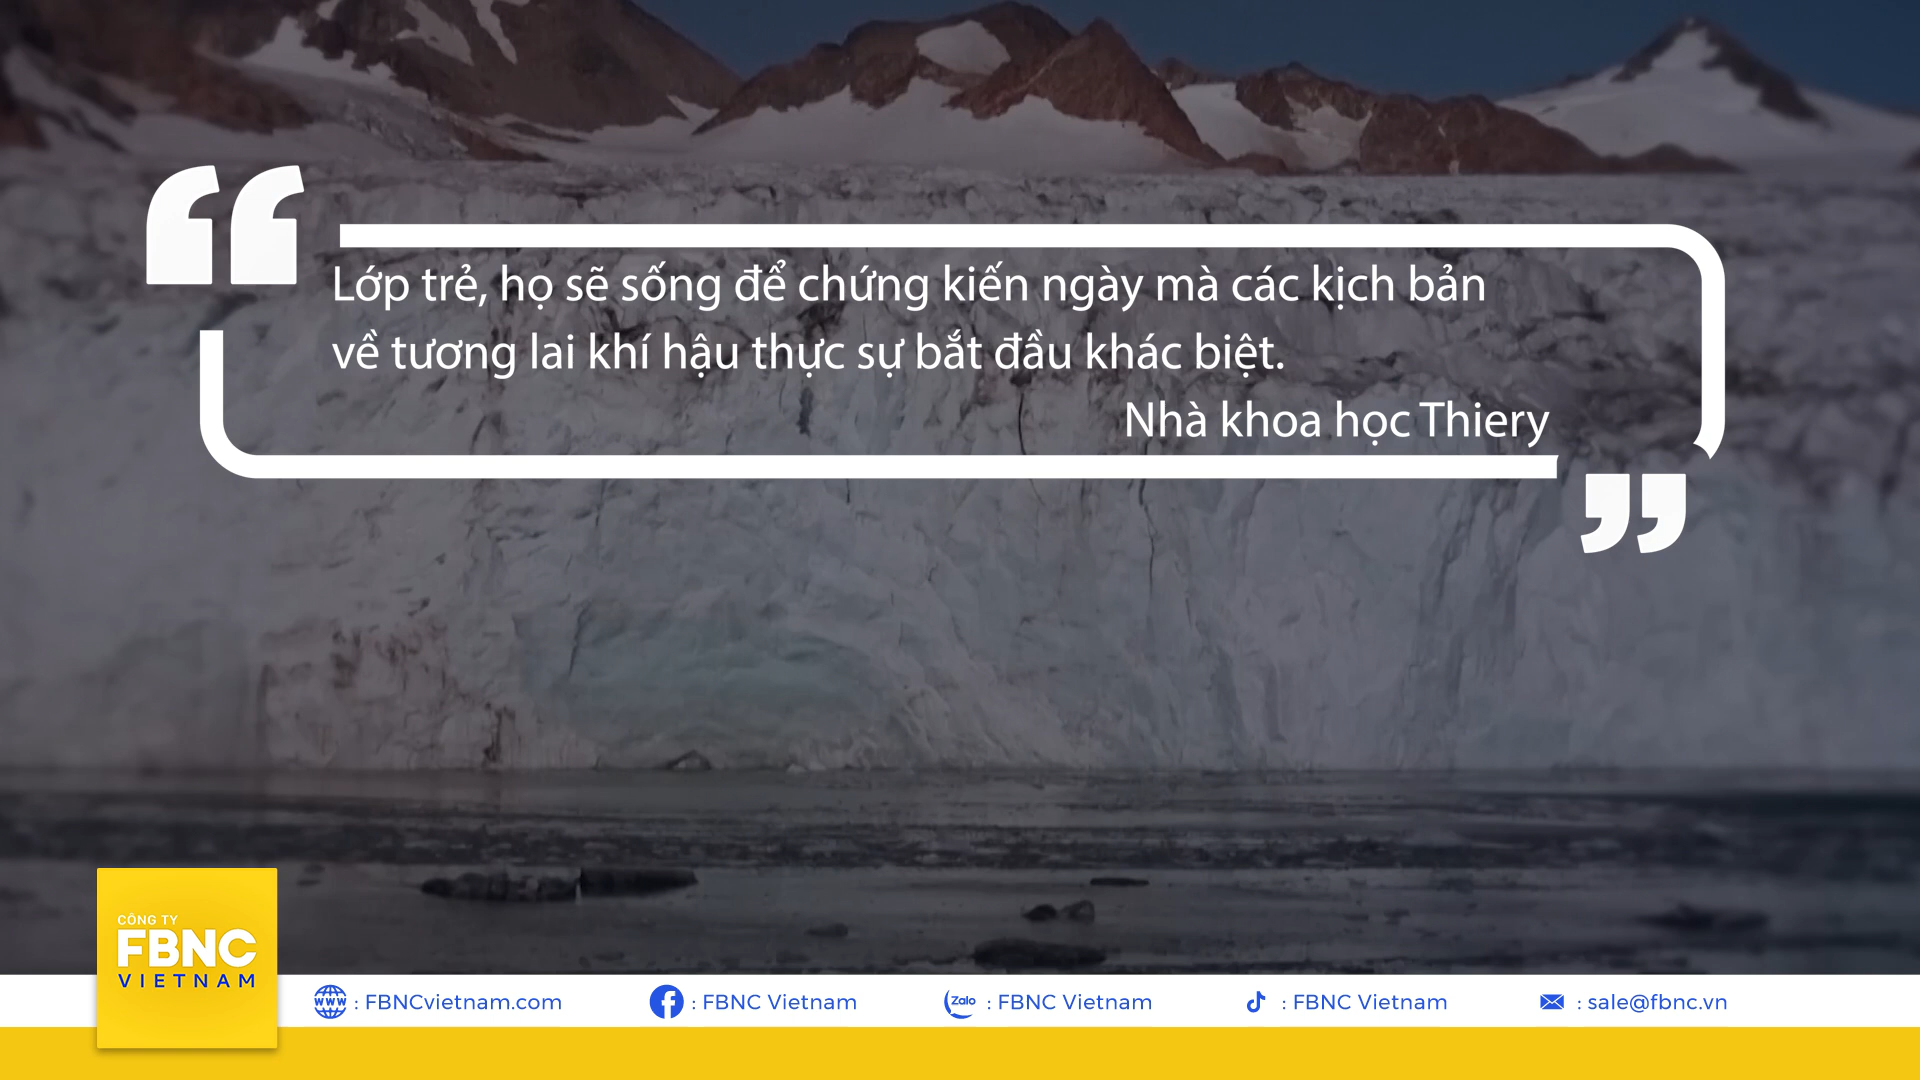 Lớp trẻ, họ sẽ sống để chứng kiến ngày mà các kịch bản
về tương lai khí hậu thực sự bắt đầu khác biệt.
Nhà khoa học Thiery
CÔNG TY
FBNC
VIETNAM
www : FBNCvietnam.com
: FBNC Vietnam
Zalo : FBNC Vietnam
: FBNC Vietnam
: sale@fbnc.vn